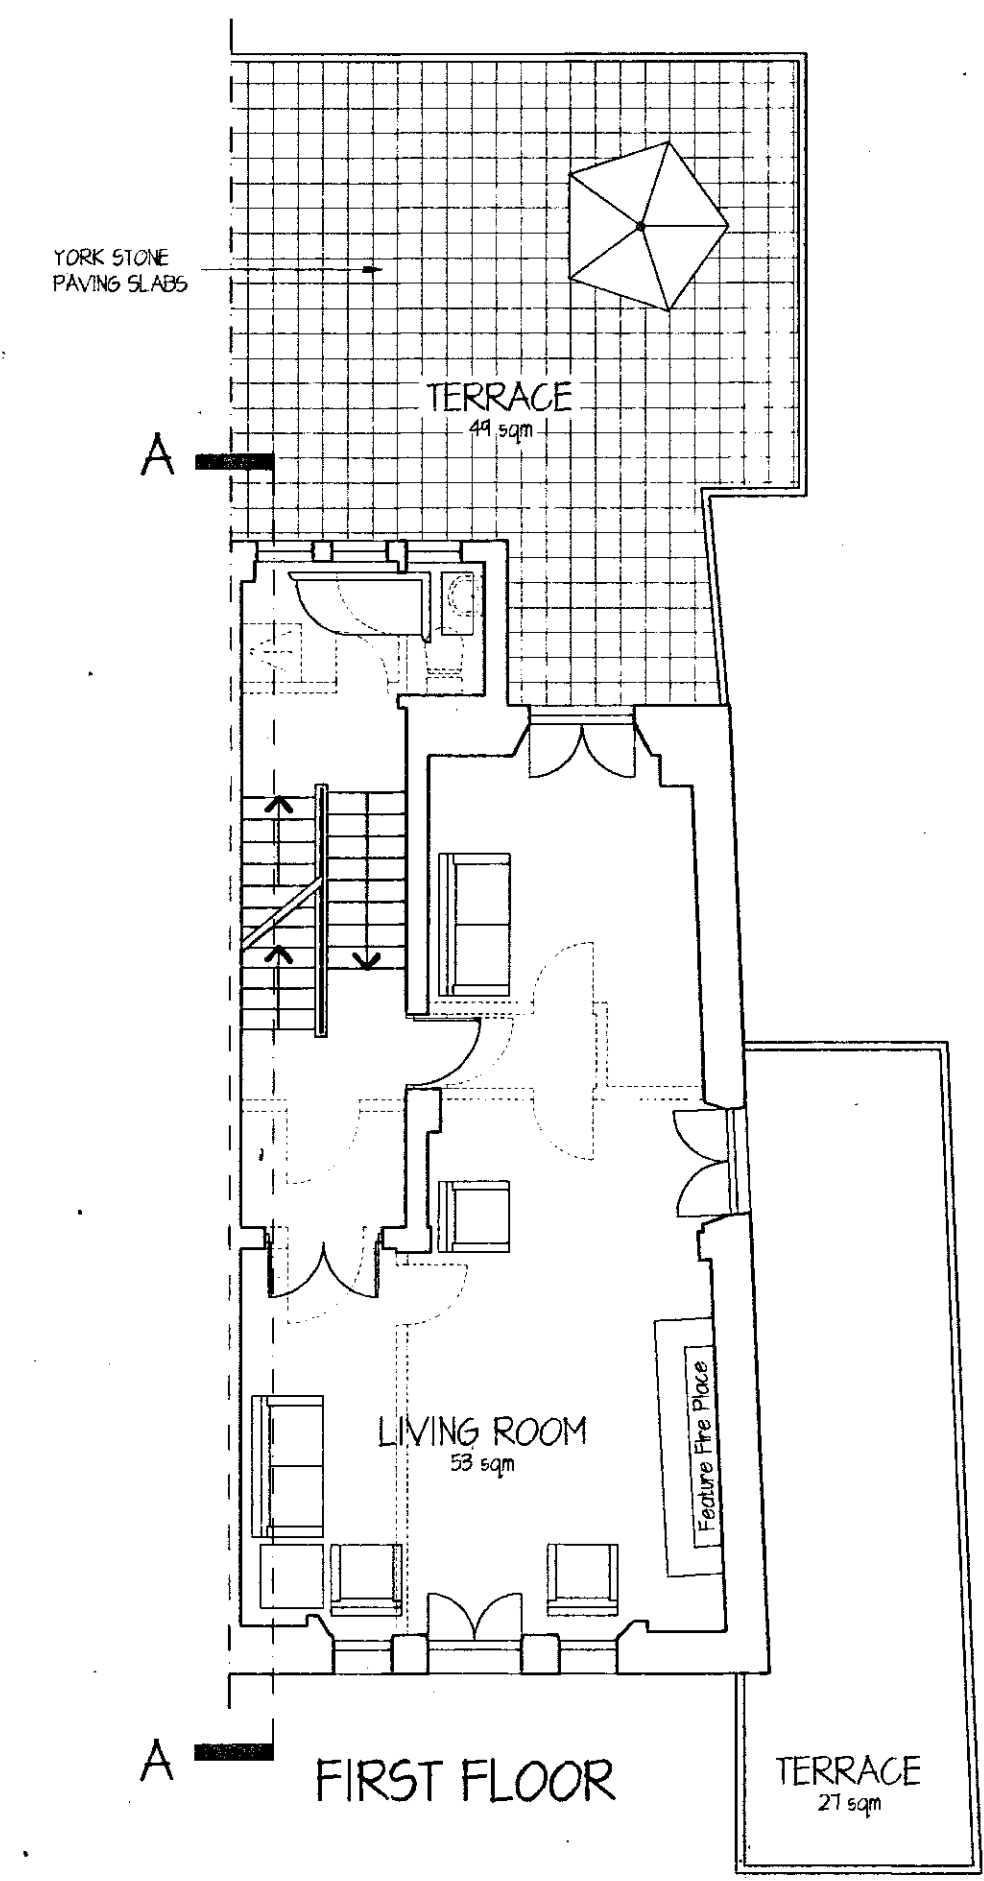 YORK STONE
PAVING SLABS
TERRACE
49 sqm
A
LIVING ROOM
53 sqm
Feature Fire Place
A
FIRST FLOOR
TERRACE
27 sqm